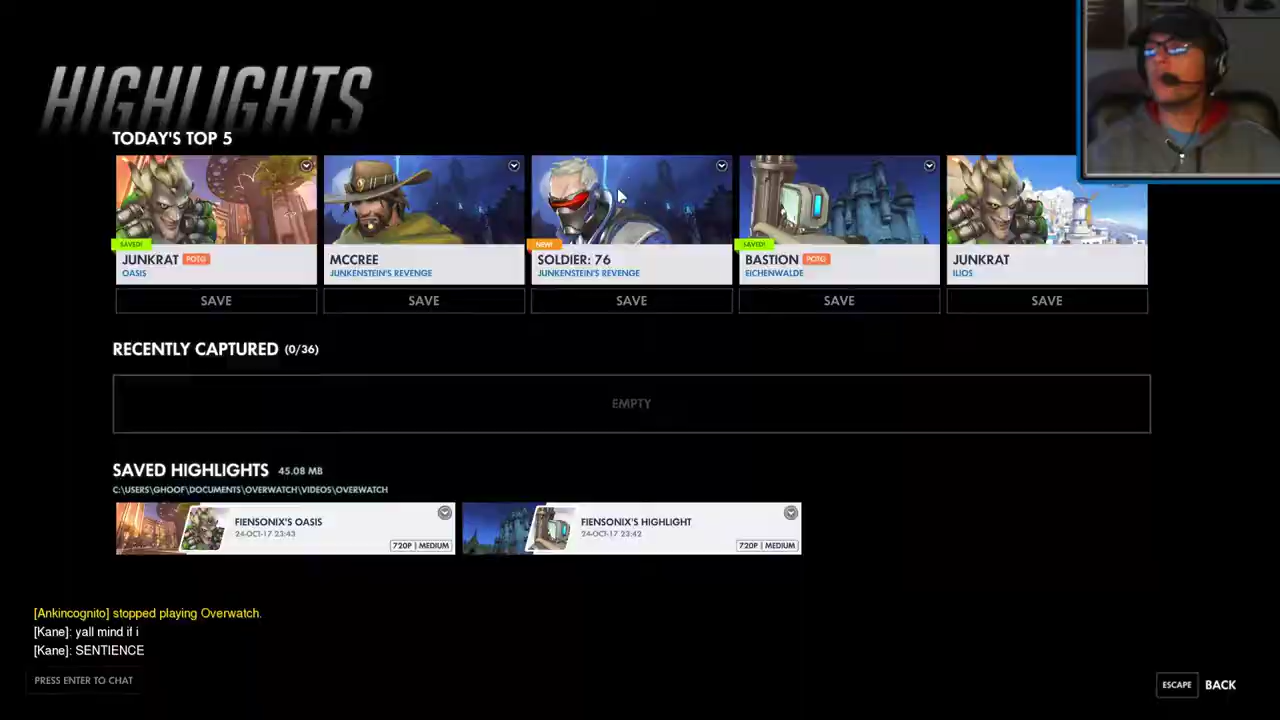 HIGHLIGHTS
TODAY'S TOP 5
SAVED!
JUNKRAT POTG
OASIS
SAVE
MCCREE
JUNKENSTEIN'S REVENGE
SAVE
NEW!
SOLDIER: 76
JUNKENSTEIN'S REVENGE
SAVE
SAVED!
BASTION POTG
EICHENWALDE
SAVE
JUNKRAT
ILIOS
SAVE
RECENTLY CAPTURED (0/36)
EMPTY
SAVED HIGHLIGHTS 45.08 MB
C:\USERS\GHOOF\DOCUMENTS\OVERWATCH\VIDEOS\OVERWATCH
FIENSONIX'S OASIS
24-OCT-17 23:43
720P | MEDIUM
FIENSONIX'S HIGHLIGHT
24-OCT-17 23:42
720P | MEDIUM
[Ankincognito] stopped playing Overwatch.
[Kane]: yall mind if i
[Kane]: SENTIENCE
PRESS ENTER TO CHAT
ESCAPE BACK